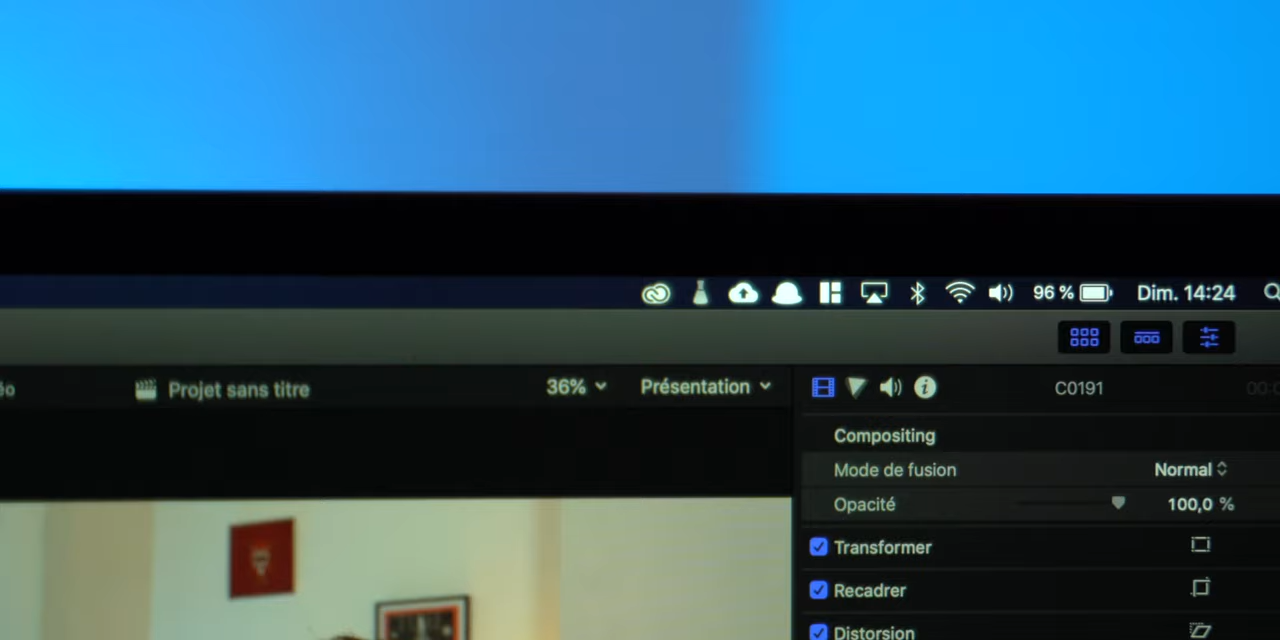 96 % Dim. 14:24
éo Projet sans titre 36% Présentation C0191
Compositing
Mode de fusion Normal
Opacité 100,0 %
Transformer
Recadrer
Distorsion